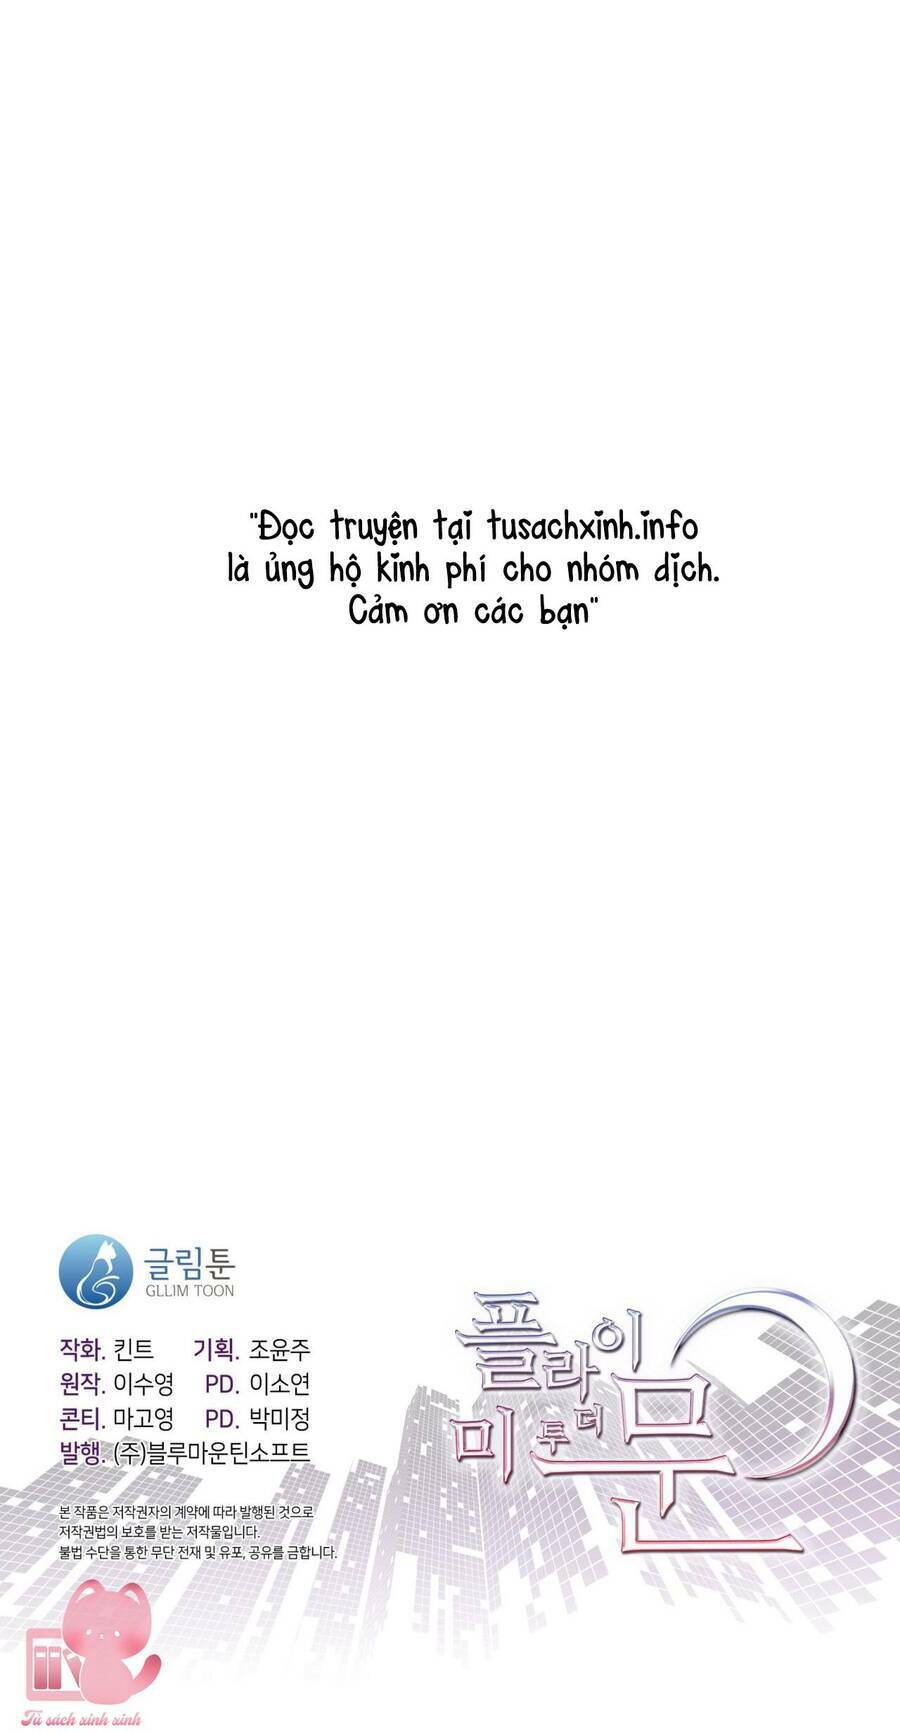 "Đọc truyện tại tusachxinh.info
là ủng hộ kinh phí cho nhóm dịch.
Cảm ơn các bạn"
글림툰
GLLIM TOON
작화. 킨트 기획. 조윤주
원작. 이수영 PD. 이소연
콘티. 마고영 PD. 박미정
발행. (주)블루마운틴소프트
플라이
미 투 더 문
본 작품은 저작권자의 계약에 따라 발행된 것으로
저작권법의 보호를 받는 저작물입니다.
불법 수단을 통한 무단 전재 및 유포, 공유를 금합니다.
Tủ sách xinh xinh